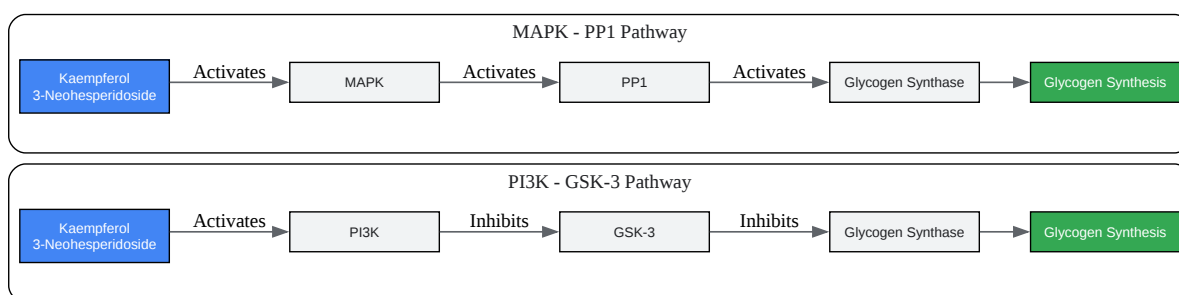 MAPK - PP1 Pathway
Kaempferol
3-Neohesperidoside
Activates
MAPK
Activates
PP1
Activates
Glycogen Synthase
Glycogen Synthesis
PI3K - GSK-3 Pathway
Kaempferol
3-Neohesperidoside
Activates
PI3K
Inhibits
GSK-3
Inhibits
Glycogen Synthase
Glycogen Synthesis